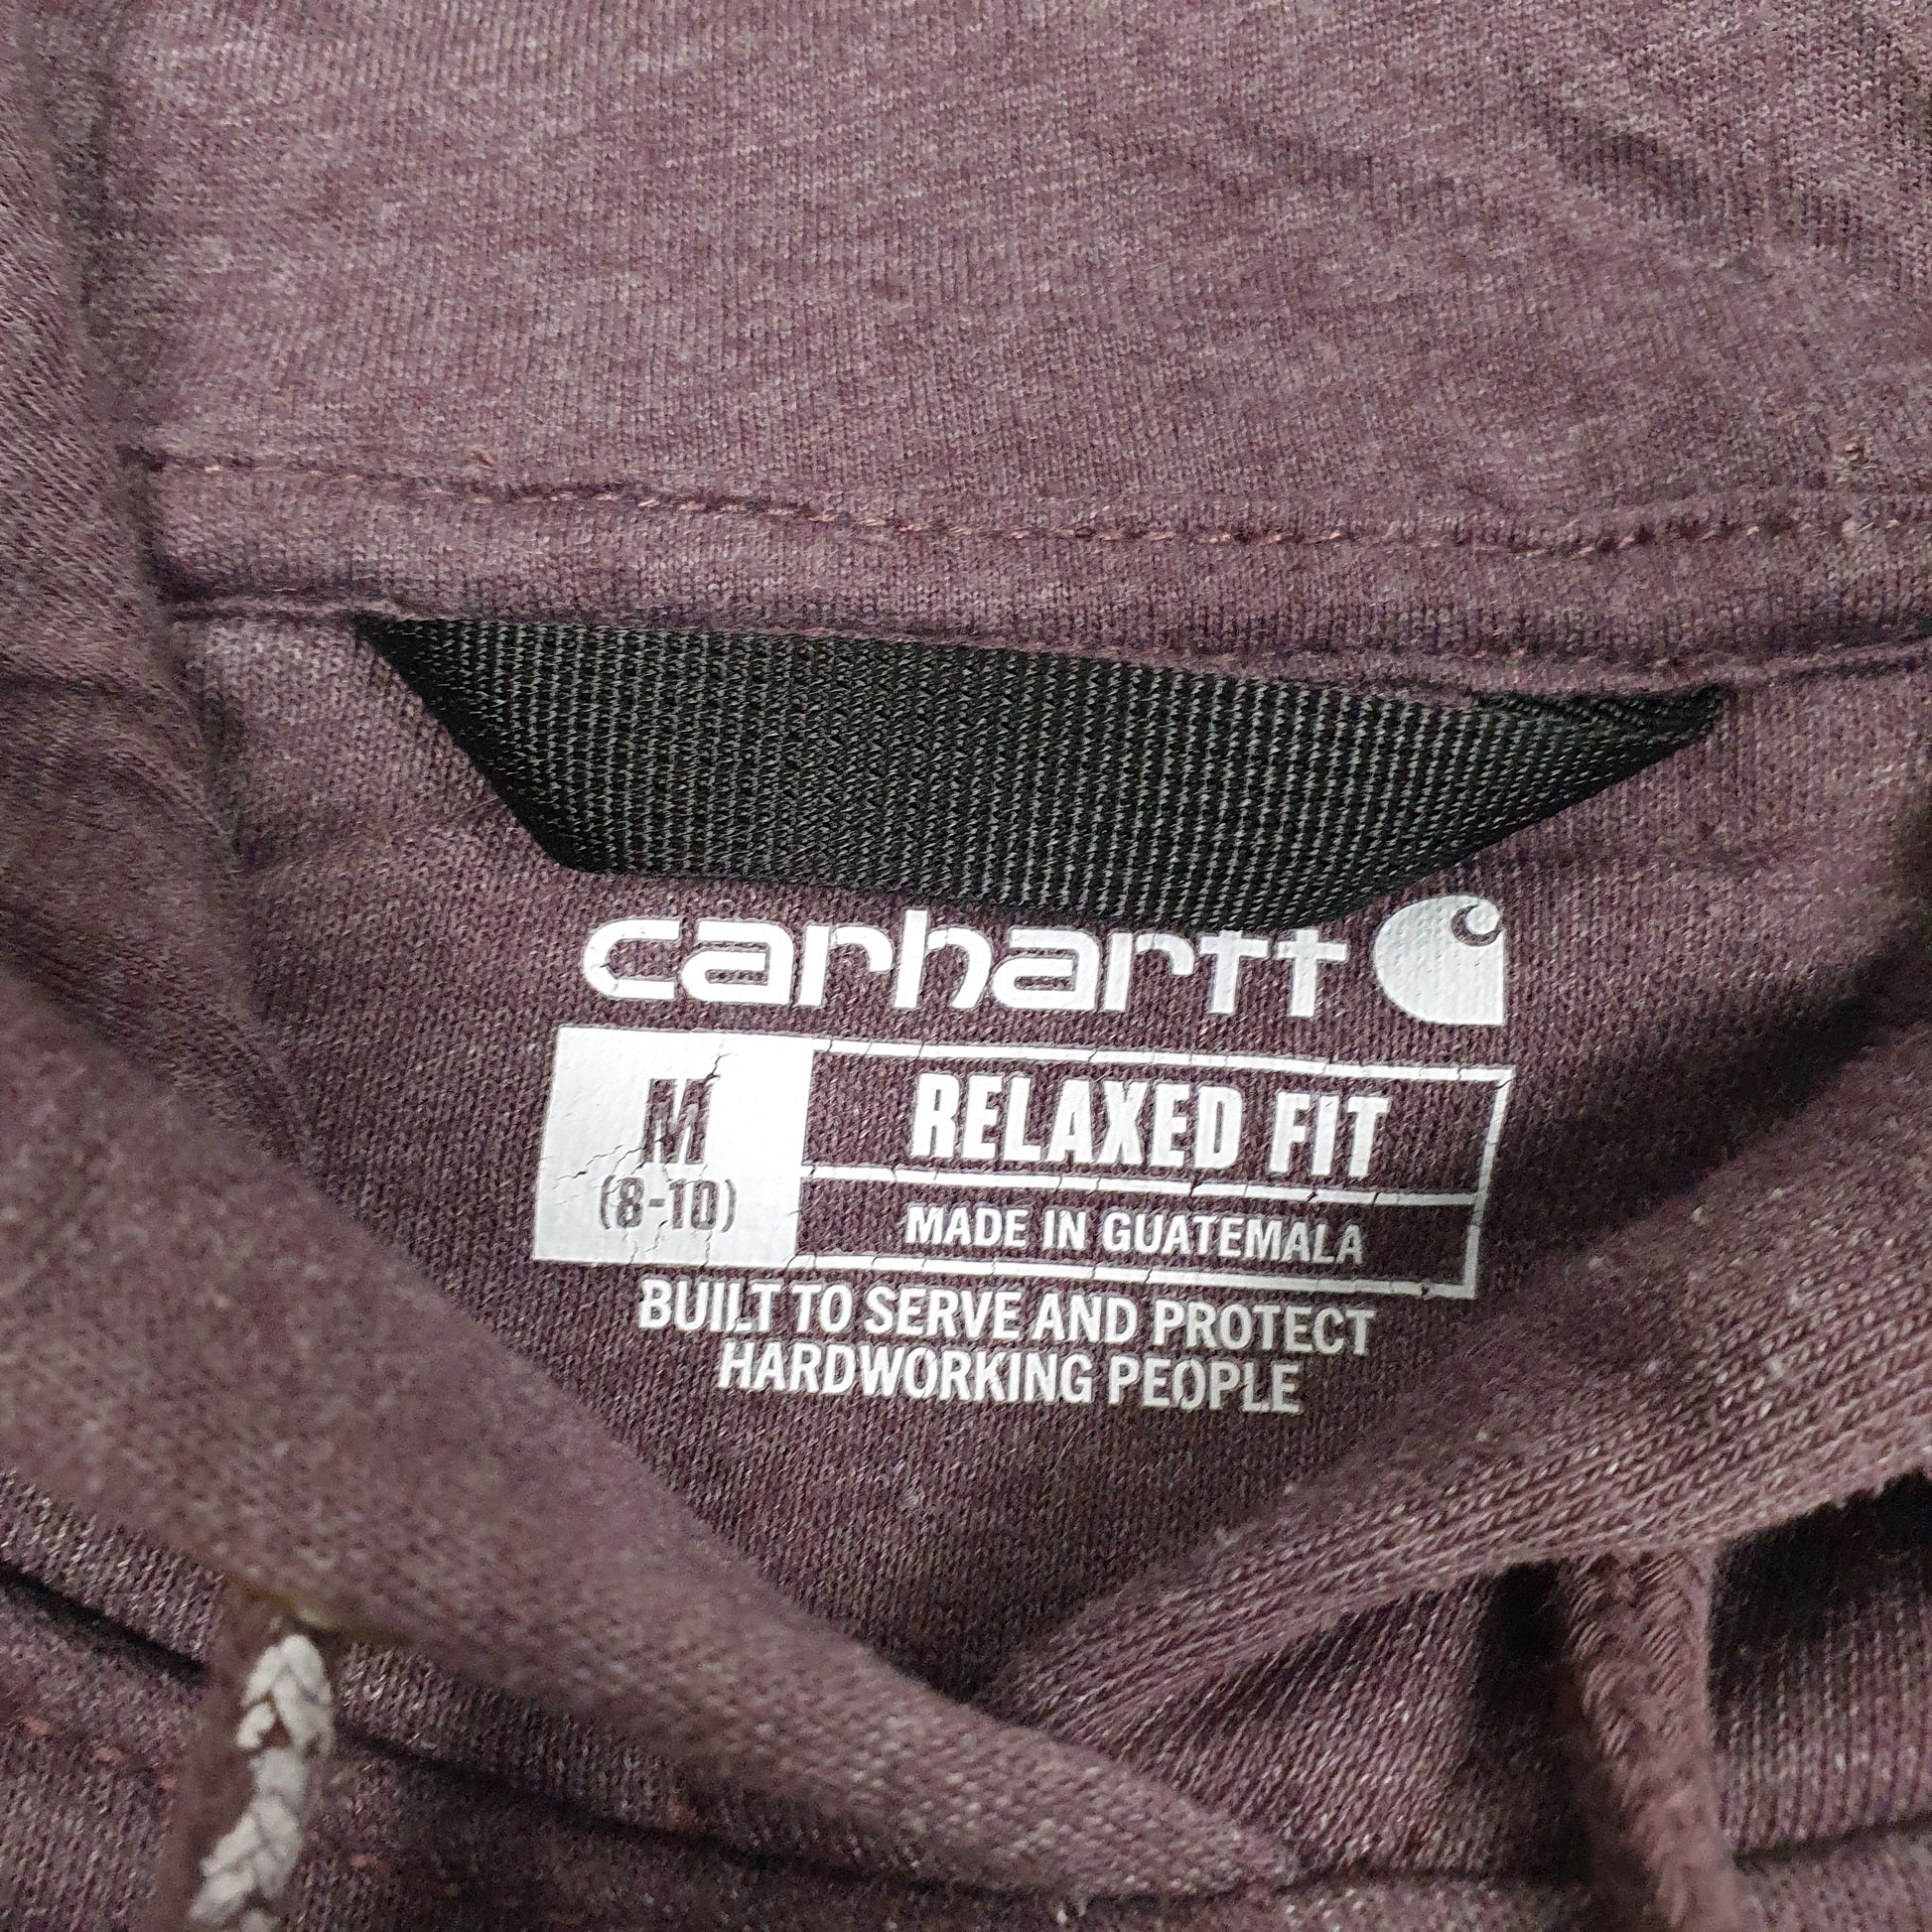 carhartt
M
(8-10)
RELAXED FIT
MADE IN GUATEMALA
BUILT TO SERVE AND PROTECT
HARDWORKING PEOPLE